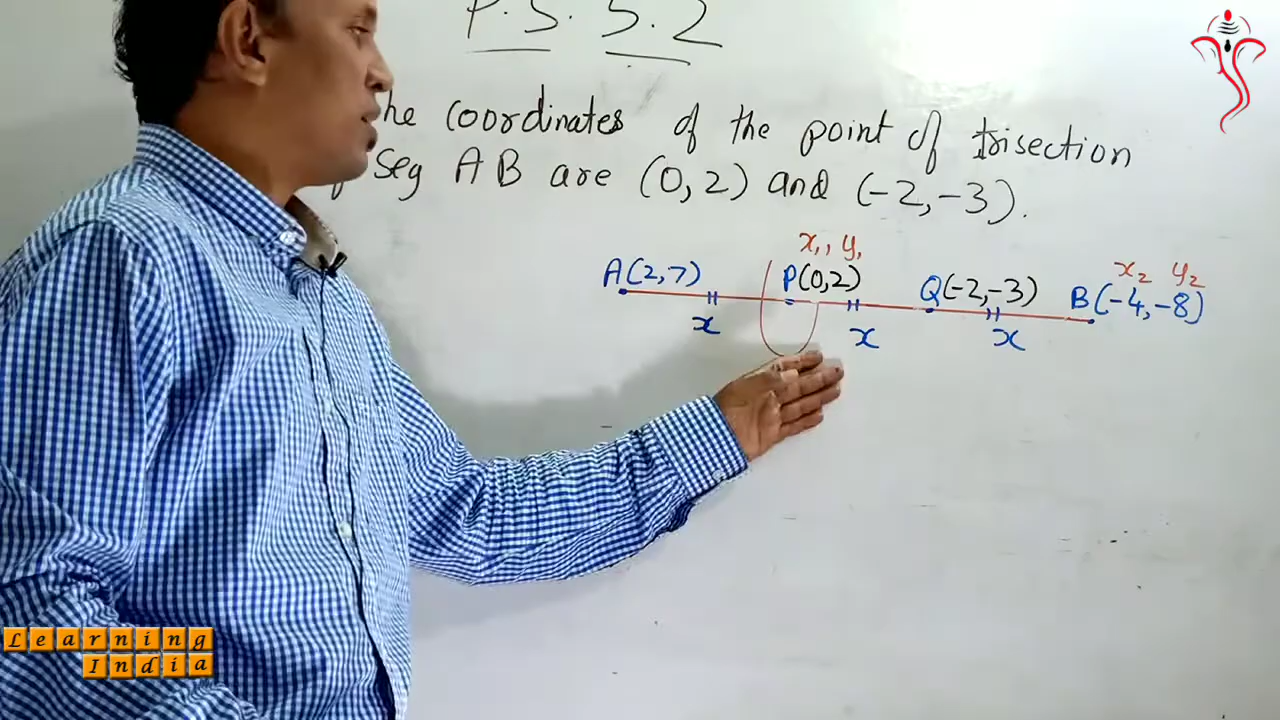 P.S. 5.2
he coordinates of the point of trisection
seg AB are (0,2) and (-2,-3).
x₁, y₁
x₂ y₂
A(2,7) P(0,2) Q(-2,-3) B(-4,-8)
x x x
Learning
India